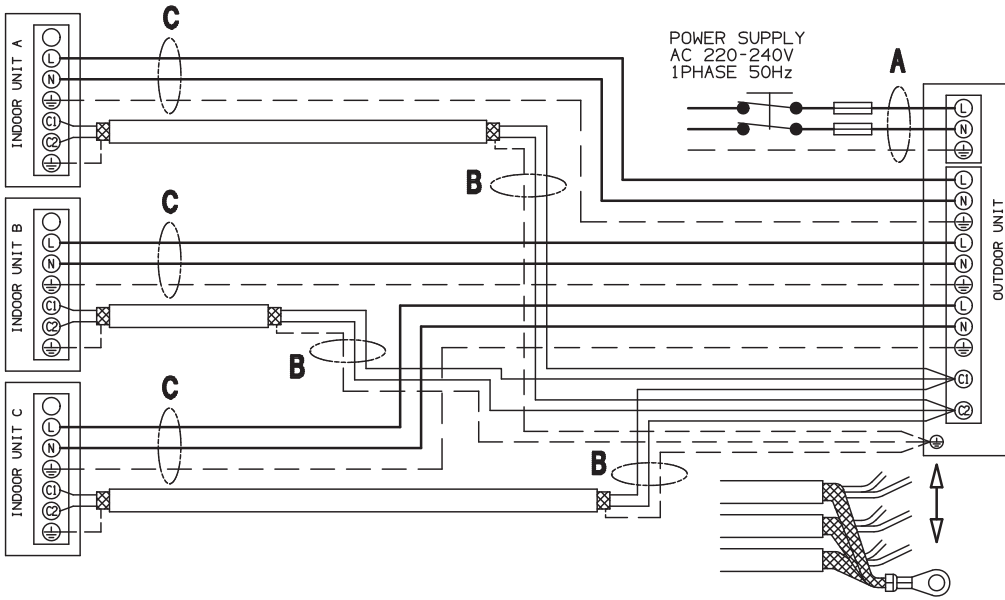 C
INDOOR UNIT A
L
N
C1
C2
B
POWER SUPPLY
AC 220-240V
1PHASE 50Hz
A
L
N
L
N
L
N
L
N
C1
C2
OUTDOOR UNIT
C
INDOOR UNIT B
L
N
C1
C2
B
C
INDOOR UNIT C
L
N
C1
C2
B